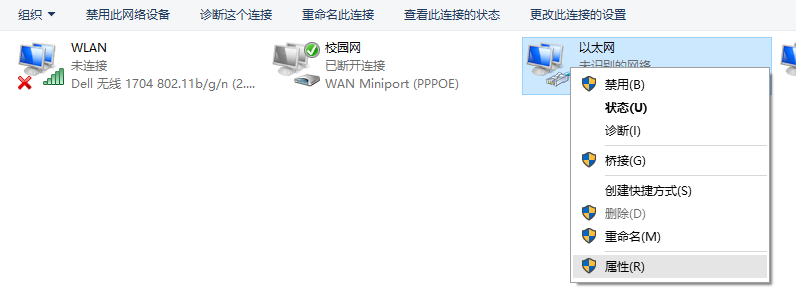 组织 禁用此网络设备 诊断这个连接 重命名此连接 查看此连接的状态 更改此连接的设置
WLAN
未连接
Dell 无线 1704 802.11b/g/n (2....
校园网
已断开连接
WAN Miniport (PPPOE)
以太网
未识别的网络
禁用(B)
状态(U)
诊断(I)
桥接(G)
创建快捷方式(S)
删除(D)
重命名(M)
属性(R)